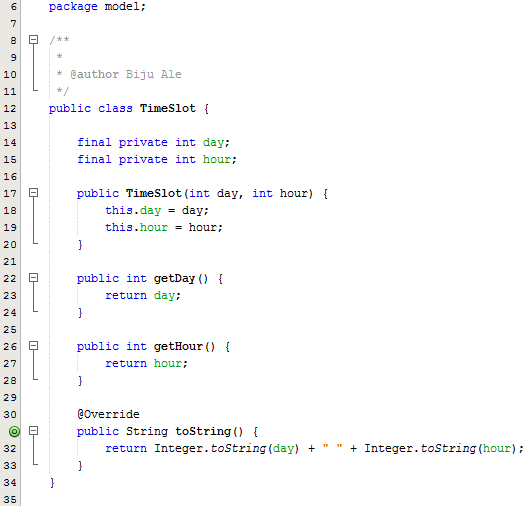 6 package model;
7
8 /**
9 *
10 * @author Biju Ale
11 */
12 public class TimeSlot {
13
14 final private int day;
15 final private int hour;
16
17 public TimeSlot(int day, int hour) {
18 this.day = day;
19 this.hour = hour;
20 }
21
22 public int getDay() {
23 return day;
24 }
25
26 public int getHour() {
27 return hour;
28 }
29
30 @Override
public String toString() {
32 return Integer.toString(day) + " " + Integer.toString(hour);
33 }
34 }
35